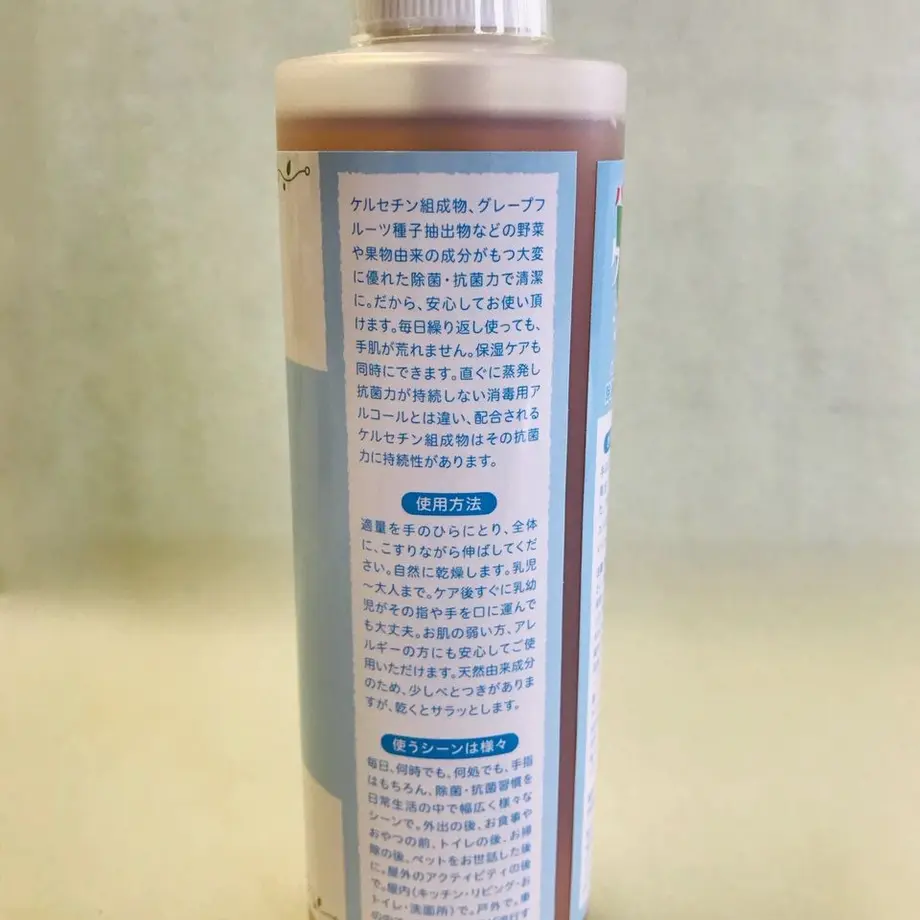 ケルセチン組成物、グレープフ
ルーツ種子抽出物などの野菜
や果物由来の成分がもつ大変
に優れた除菌・抗菌力で清潔
に。だから、安心してお使い頂
けます。毎日繰り返し使っても、
手肌が荒れません。保湿ケアも
同時にできます。直ぐに蒸発し
抗菌力が持続しない消毒用ア
ルコールとは違い、配合される
ケルセチン組成物はその抗菌
力に持続性があります。
使用方法
適量を手のひらにとり、全体
に、こすりながら伸ばしてくだ
さい。自然に乾燥します。乳児
〜大人まで。ケア後すぐに乳幼
児がその指や手を口に運んで
も大丈夫。お肌の弱い方、アレ
ルギーの方にも安心してご使
用いただけます。天然由来成分
のため、少しべとつきがありま
すが、乾くとサラッとします。
使うシーンは様々
毎日、何時でも、何処でも、手指
はもちろん、除菌・抗菌習慣を
日常生活の中で幅広く様々な
シーンで。外出の後、お食事や
おやつの前、トイレの後、お掃
除の後、ペットをお世話した後
に。屋外のアクティビティの後
で。屋内(キッチン・リビング・お
トイレ・洗面所)で。戸外で。車